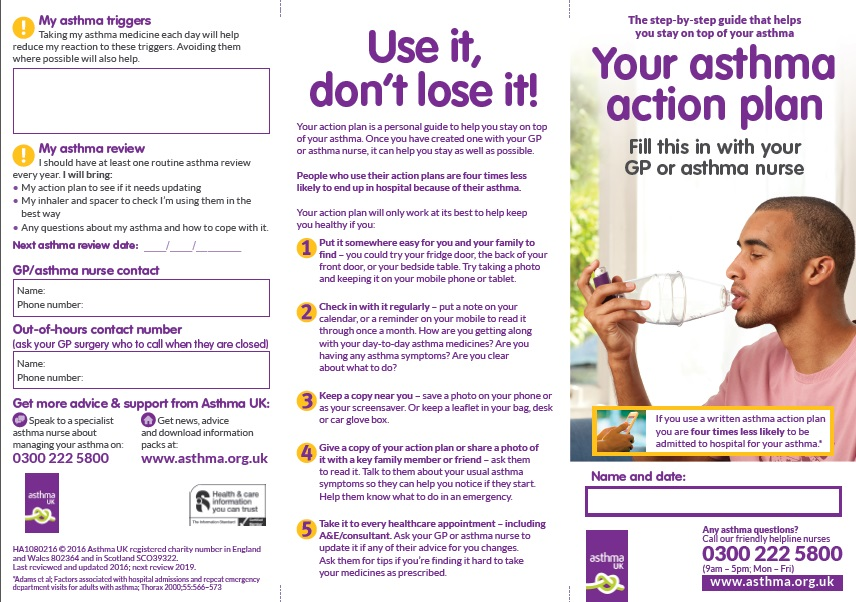 My asthma triggers
Taking my asthma medicine each day will help
reduce my reaction to these triggers. Avoiding them
where possible will also help.
My asthma review
I should have at least one routine asthma review
every year. I will bring:
• My action plan to see if it needs updating
• My inhaler and spacer to check I'm using them in the
best way
• Any questions about my asthma and how to cope with it.
Next asthma review date: ____/____/________
GP/asthma nurse contact
Name:
Phone number:
Out-of-hours contact number
(ask your GP surgery who to call when they are closed)
Name:
Phone number:
Get more advice & support from Asthma UK:
Speak to a specialist
asthma nurse about
managing your asthma on:
0300 222 5800
Get news, advice
and download information
packs at:
www.asthma.org.uk
asthma
UK
Health & care
information
you can trust
The Information Standard
HA1080216 © 2016 Asthma UK registered charity number in England
and Wales 802364 and in Scotland SCO39322.
Last reviewed and updated 2016; next review 2019.
*Adams et al; Factors associated with hospital admissions and repeat emergency
department visits for adults with asthma; Thorax 2000;55:566–573
Use it,
don't lose it!
Your action plan is a personal guide to help you stay on top
of your asthma. Once you have created one with your GP
or asthma nurse, it can help you stay as well as possible.
People who use their action plans are four times less
likely to end up in hospital because of their asthma.
Your action plan will only work at its best to help keep
you healthy if you:
1 Put it somewhere easy for you and your family to
find – you could try your fridge door, the back of your
front door, or your bedside table. Try taking a photo
and keeping it on your mobile phone or tablet.
2 Check in with it regularly – put a note on your
calendar, or a reminder on your mobile to read it
through once a month. How are you getting along
with your day-to-day asthma medicines? Are you
having any asthma symptoms? Are you clear
about what to do?
3 Keep a copy near you – save a photo on your phone or
as your screensaver. Or keep a leaflet in your bag, desk
or car glove box.
4 Give a copy of your action plan or share a photo of
it with a key family member or friend – ask them
to read it. Talk to them about your usual asthma
symptoms so they can help you notice if they start.
Help them know what to do in an emergency.
5 Take it to every healthcare appointment – including
A&E/consultant. Ask your GP or asthma nurse to
update it if any of their advice for you changes.
Ask them for tips if you're finding it hard to take
your medicines as prescribed.
The step-by-step guide that helps
you stay on top of your asthma
Your asthma
action plan
Fill this in with your
GP or asthma nurse
If you use a written asthma action plan
you are four times less likely to be
admitted to hospital for your asthma.*
Name and date:
asthma
UK
Any asthma questions?
Call our friendly helpline nurses
0300 222 5800
(9am – 5pm; Mon – Fri)
www.asthma.org.uk